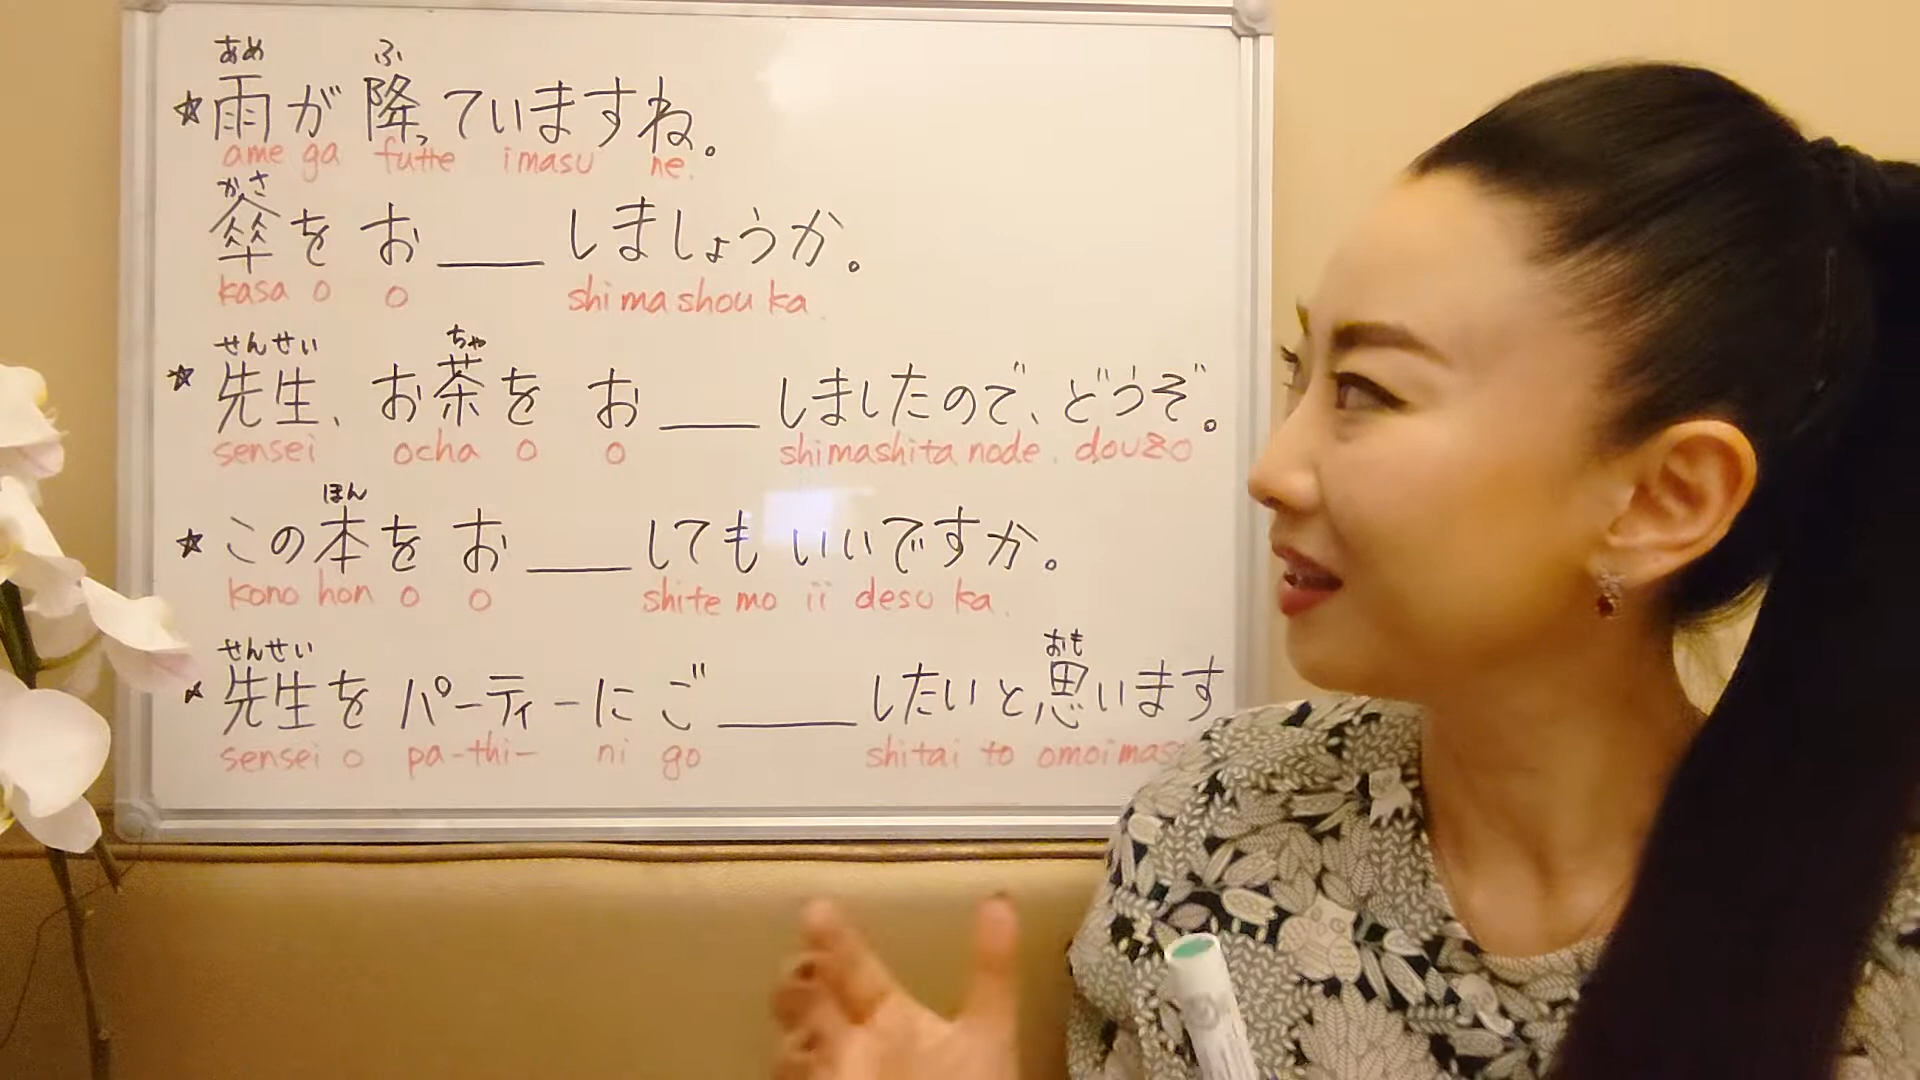 あめ ふ
☆雨が降っていますね。
ame ga futte imasu ne.
かさ
傘をお___しましょうか。
kasa o o shimashou ka.
せんせい ちゃ
☆先生、お茶をお___しましたので、どうぞ。
sensei ocha o o shimashita node. douzo
ほん
☆この本をお___してもいいですか。
kono hon o o shite mo ii desu ka.
せんせい おも
☆先生をパーティーにご___したいと思います
sensei o pa-thi- ni go shitai to omoimas